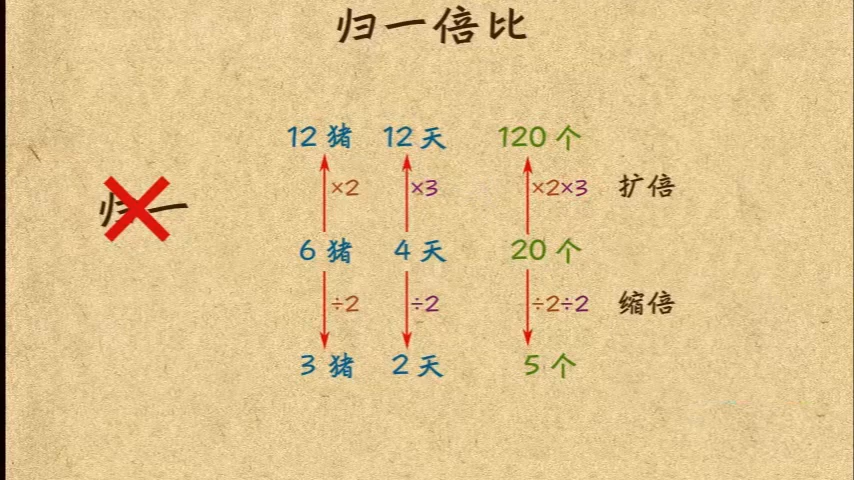 归一倍比
12 猪 12 天 120 个
×2 ×3 ×2×3 扩倍
归一
6 猪 4 天 20 个
÷2 ÷2 ÷2÷2 缩倍
3 猪 2 天 5 个